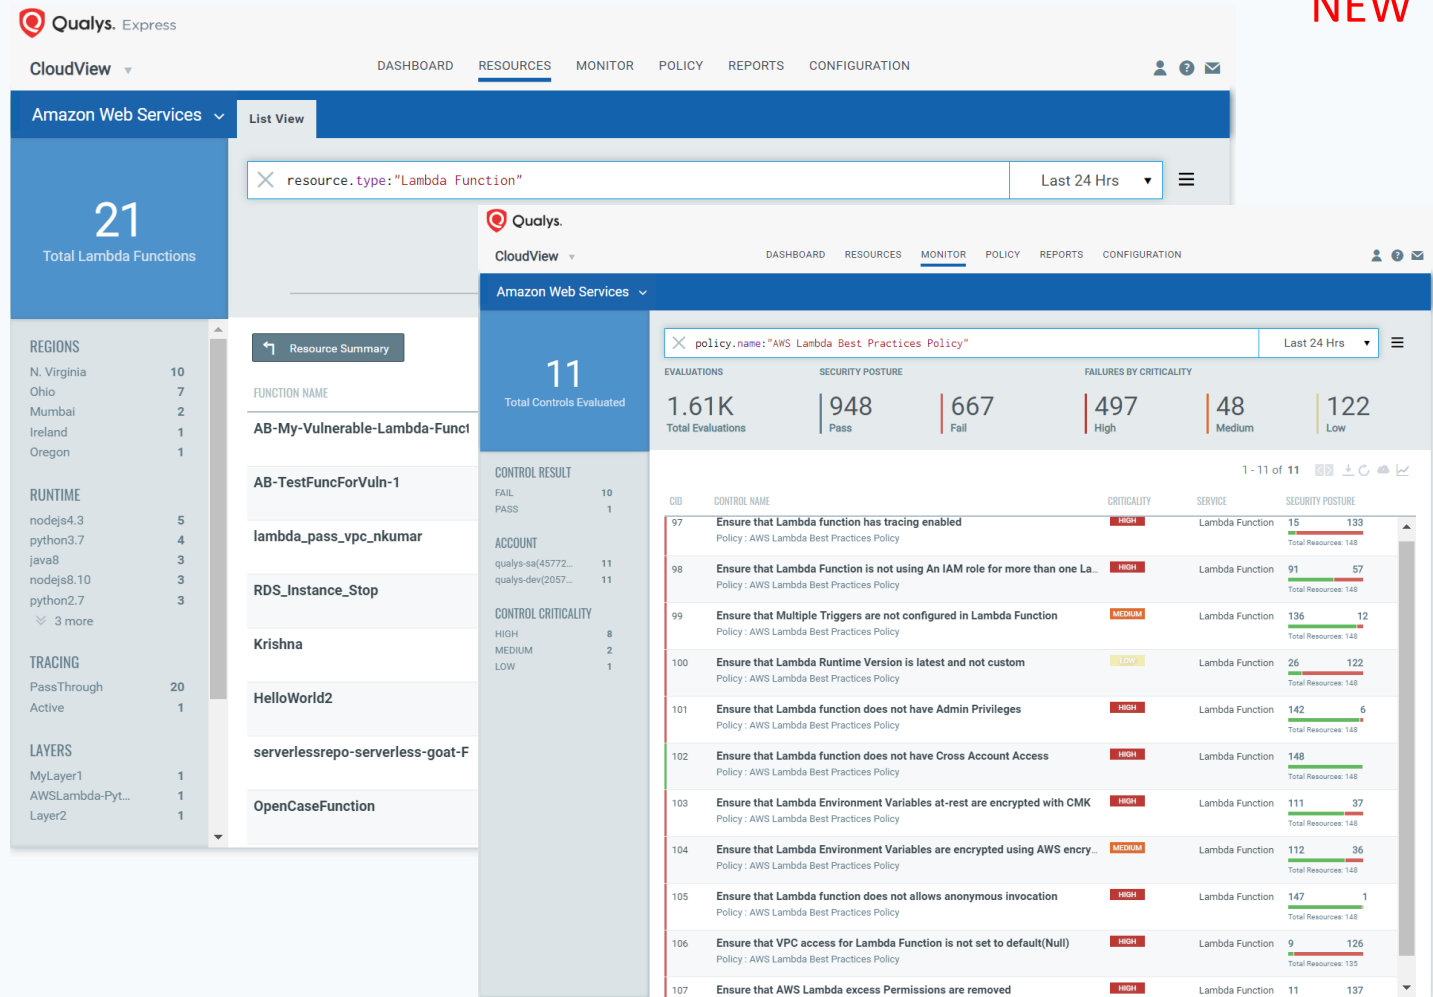 NEW
Qualys. Express
CloudView
DASHBOARD RESOURCES MONITOR POLICY REPORTS CONFIGURATION
Amazon Web Services
List View
resource.type:"Lambda Function"
Last 24 Hrs
21
Total Lambda Functions
REGIONS
N. Virginia 10
Ohio 7
Mumbai 2
Ireland 1
Oregon 1
RUNTIME
nodejs4.3 5
python3.7 4
java8 3
nodejs8.10 3
python2.7 3
3 more
TRACING
PassThrough 20
Active 1
LAYERS
MyLayer1 1
AWSLambda-Pyt... 1
Layer2 1
Resource Summary
FUNCTION NAME
AB-My-Vulnerable-Lambda-Funct
AB-TestFuncForVuln-1
lambda_pass_vpc_nkumar
RDS_Instance_Stop
Krishna
HelloWorld2
serverlessrepo-serverless-goat-F
OpenCaseFunction
Qualys.
CloudView
DASHBOARD RESOURCES MONITOR POLICY REPORTS CONFIGURATION
Amazon Web Services
policy.name:"AWS Lambda Best Practices Policy"
Last 24 Hrs
11
Total Controls Evaluated
EVALUATIONS SECURITY POSTURE FAILURES BY CRITICALITY
1.61K 948 667 497 48 122
Total Evaluations Pass Fail High Medium Low
CONTROL RESULT
FAIL 10
PASS 1
ACCOUNT
qualys-sa(45772... 11
qualys-dev(2057... 11
CONTROL CRITICALITY
HIGH 8
MEDIUM 2
LOW 1
1 - 11 of 11
CID CONTROL NAME CRITICALITY SERVICE SECURITY POSTURE
97 Ensure that Lambda function has tracing enabled HIGH Lambda Function 15 133
Policy : AWS Lambda Best Practices Policy Total Resources: 148
98 Ensure that Lambda Function is not using An IAM role for more than one La... HIGH Lambda Function 91 57
Policy : AWS Lambda Best Practices Policy Total Resources: 148
99 Ensure that Multiple Triggers are not configured in Lambda Function MEDIUM Lambda Function 136 12
Policy : AWS Lambda Best Practices Policy Total Resources: 148
100 Ensure that Lambda Runtime Version is latest and not custom LOW Lambda Function 26 122
Policy : AWS Lambda Best Practices Policy Total Resources: 148
101 Ensure that Lambda function does not have Admin Privileges HIGH Lambda Function 142 6
Policy : AWS Lambda Best Practices Policy Total Resources: 148
102 Ensure that Lambda function does not have Cross Account Access HIGH Lambda Function 148
Policy : AWS Lambda Best Practices Policy Total Resources: 148
103 Ensure that Lambda Environment Variables at-rest are encrypted with CMK HIGH Lambda Function 111 37
Policy : AWS Lambda Best Practices Policy Total Resources: 148
104 Ensure that Lambda Environment Variables are encrypted using AWS encry... MEDIUM Lambda Function 112 36
Policy : AWS Lambda Best Practices Policy Total Resources: 148
105 Ensure that Lambda function does not allows anonymous invocation HIGH Lambda Function 147 1
Policy : AWS Lambda Best Practices Policy Total Resources: 148
106 Ensure that VPC access for Lambda Function is not set to default(Null) HIGH Lambda Function 9 126
Policy : AWS Lambda Best Practices Policy Total Resources: 135
107 Ensure that AWS Lambda excess Permissions are removed HIGH Lambda Function 11 137